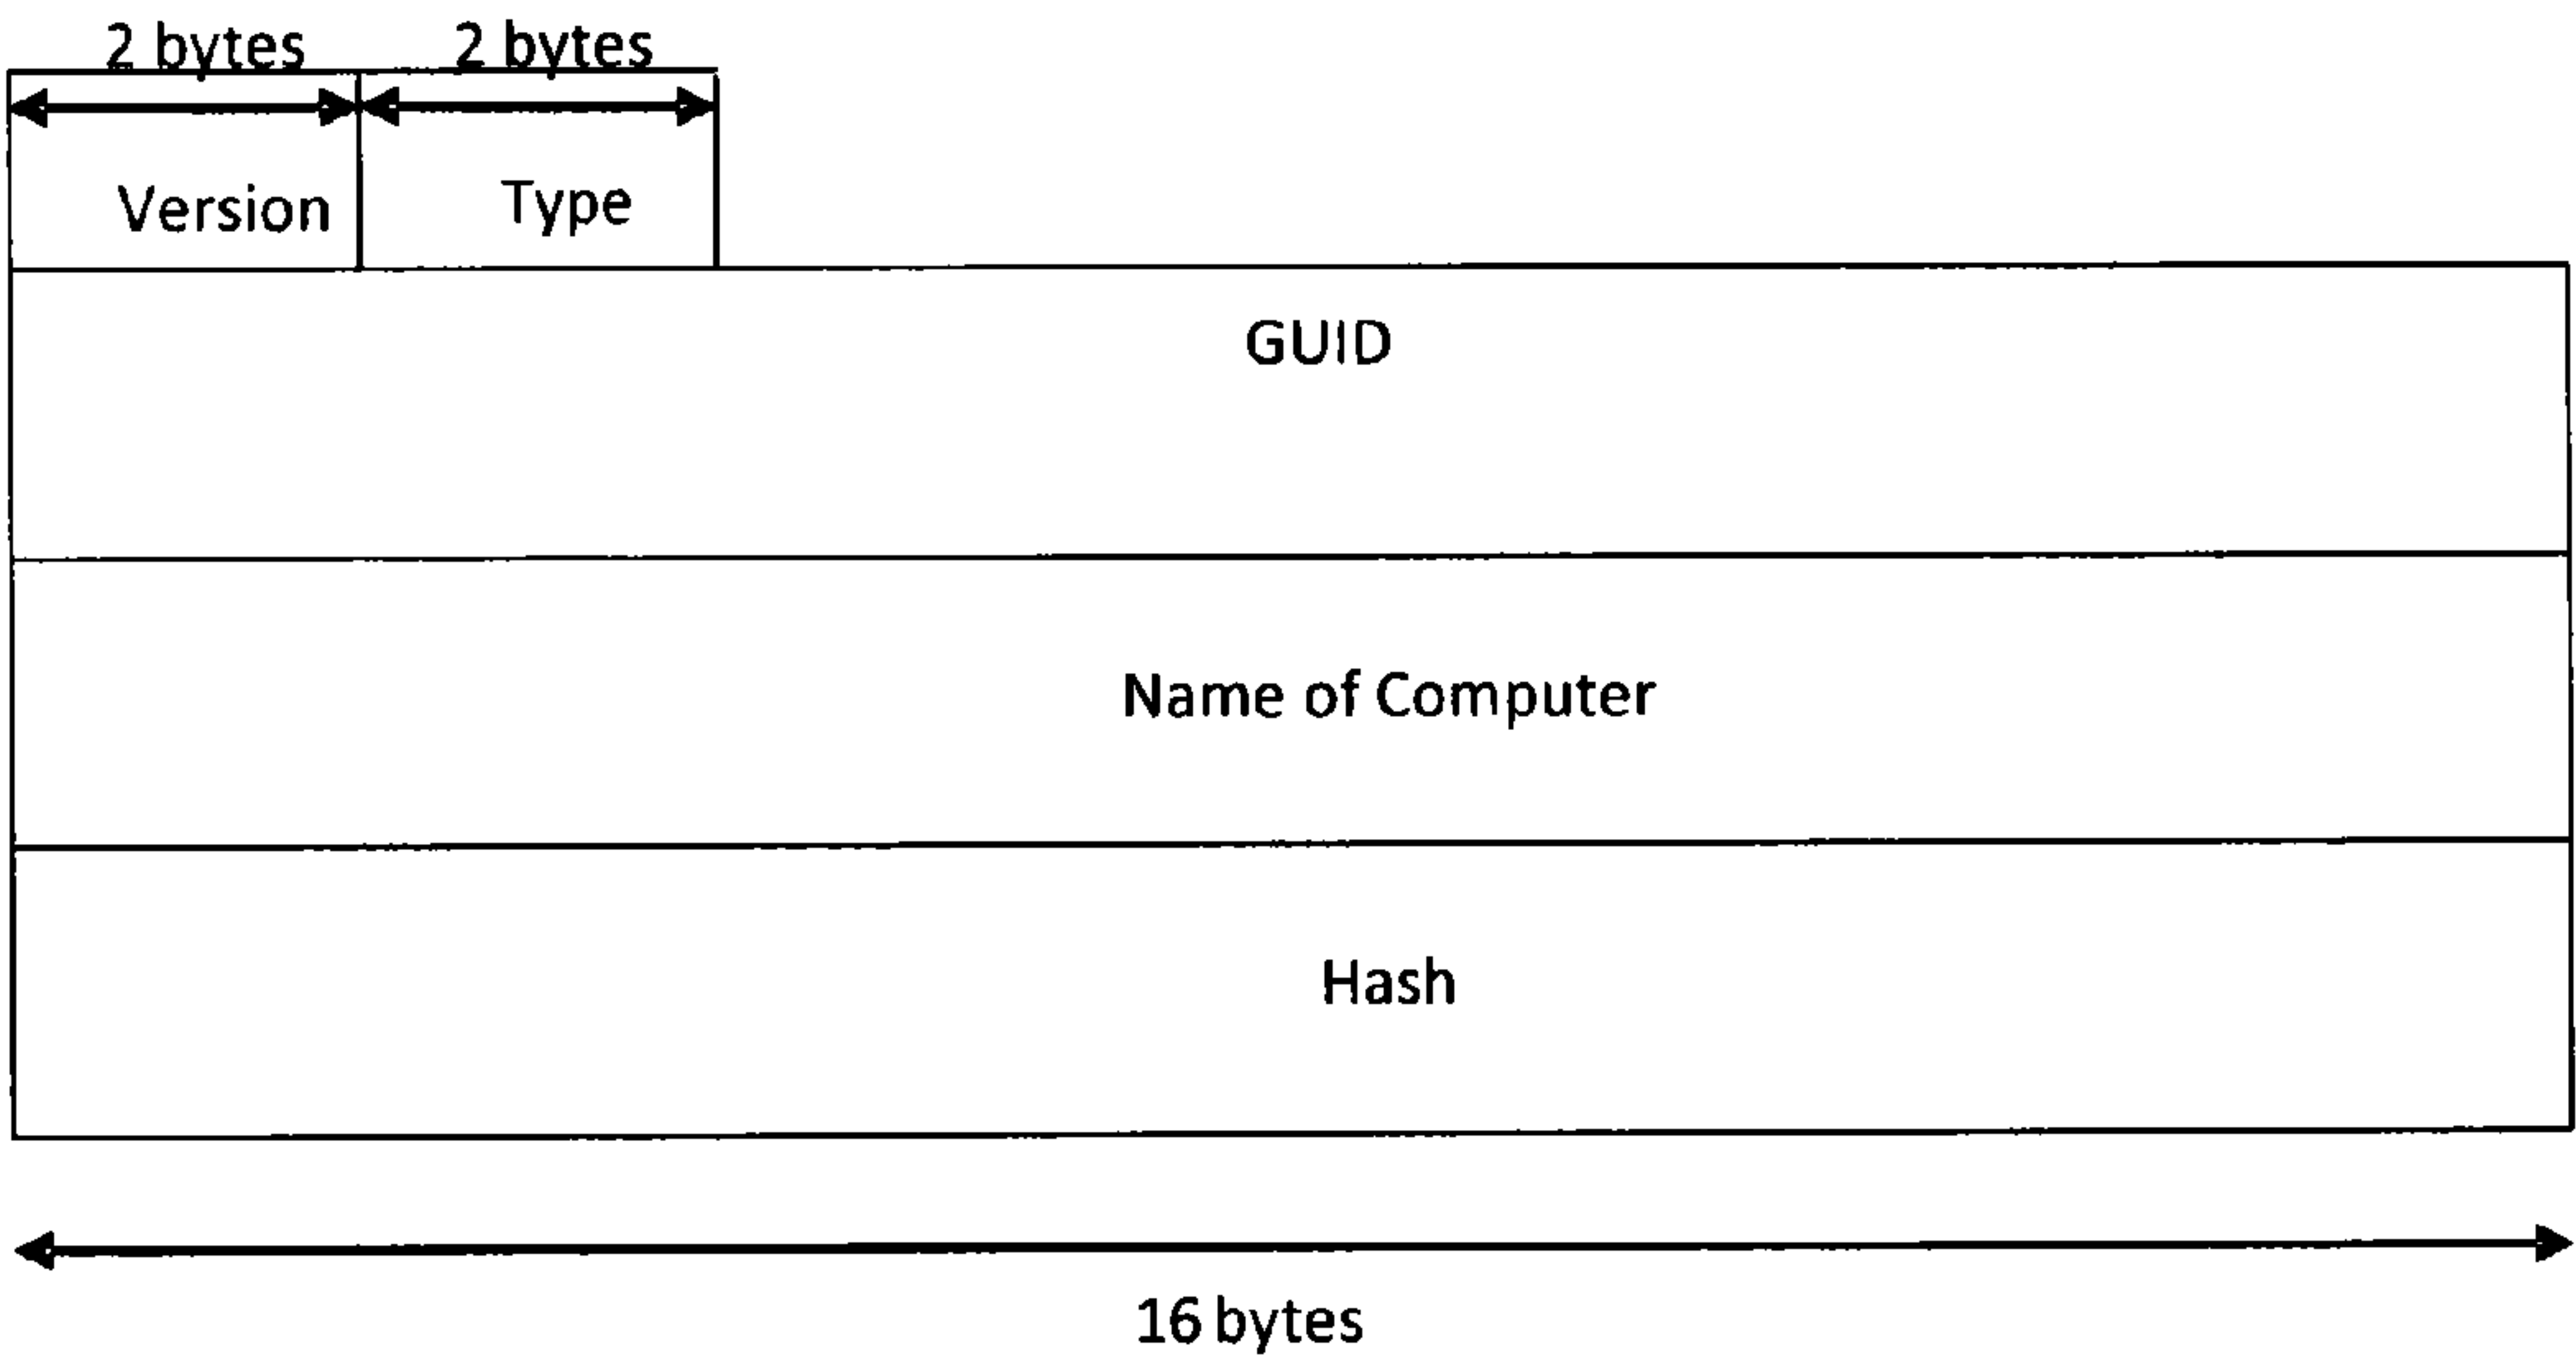 2 bytes 2 bytes
Version Type
GUID
Name of Computer
Hash
16 bytes